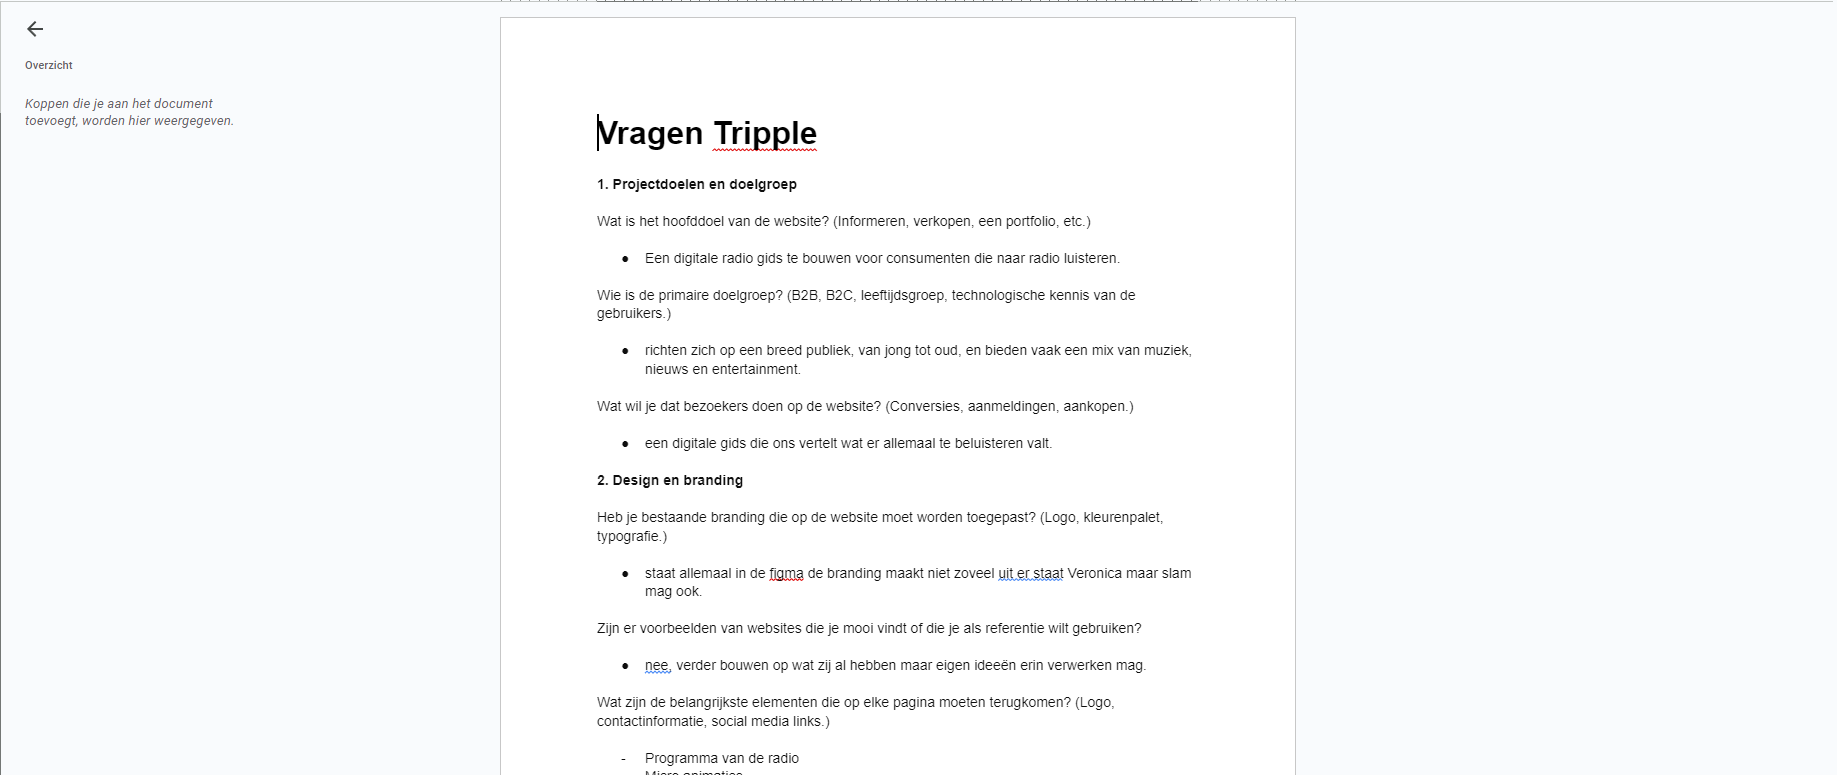 Overzicht
Koppen die je aan het document
toevoegt, worden hier weergegeven.
Vragen Tripple
1. Projectdoelen en doelgroep
Wat is het hoofddoel van de website? (Informeren, verkopen, een portfolio, etc.)
● Een digitale radio gids te bouwen voor consumenten die naar radio luisteren.
Wie is de primaire doelgroep? (B2B, B2C, leeftijdsgroep, technologische kennis van de
gebruikers.)
● richten zich op een breed publiek, van jong tot oud, en bieden vaak een mix van muziek,
nieuws en entertainment.
Wat wil je dat bezoekers doen op de website? (Conversies, aanmeldingen, aankopen.)
● een digitale gids die ons vertelt wat er allemaal te beluisteren valt.
2. Design en branding
Heb je bestaande branding die op de website moet worden toegepast? (Logo, kleurenpalet,
typografie.)
● staat allemaal in de figma de branding maakt niet zoveel uit er staat Veronica maar slam
mag ook.
Zijn er voorbeelden van websites die je mooi vindt of die je als referentie wilt gebruiken?
● nee, verder bouwen op wat zij al hebben maar eigen ideeën erin verwerken mag.
Wat zijn de belangrijkste elementen die op elke pagina moeten terugkomen? (Logo,
contactinformatie, social media links.)
- Programma van de radio